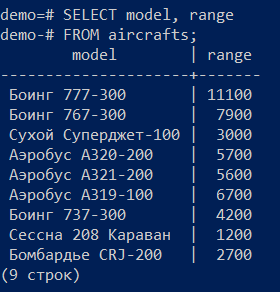 demo=# SELECT model, range
demo-# FROM aircrafts;
        model        | range
---------------------+-------
 Боинг 777-300       | 11100
 Боинг 767-300       |  7900
 Сухой Суперджет-100 |  3000
 Аэробус A320-200    |  5700
 Аэробус A321-200    |  5600
 Аэробус A319-100    |  6700
 Боинг 737-300       |  4200
 Сессна 208 Караван  |  1200
 Бомбардье CRJ-200   |  2700
(9 строк)